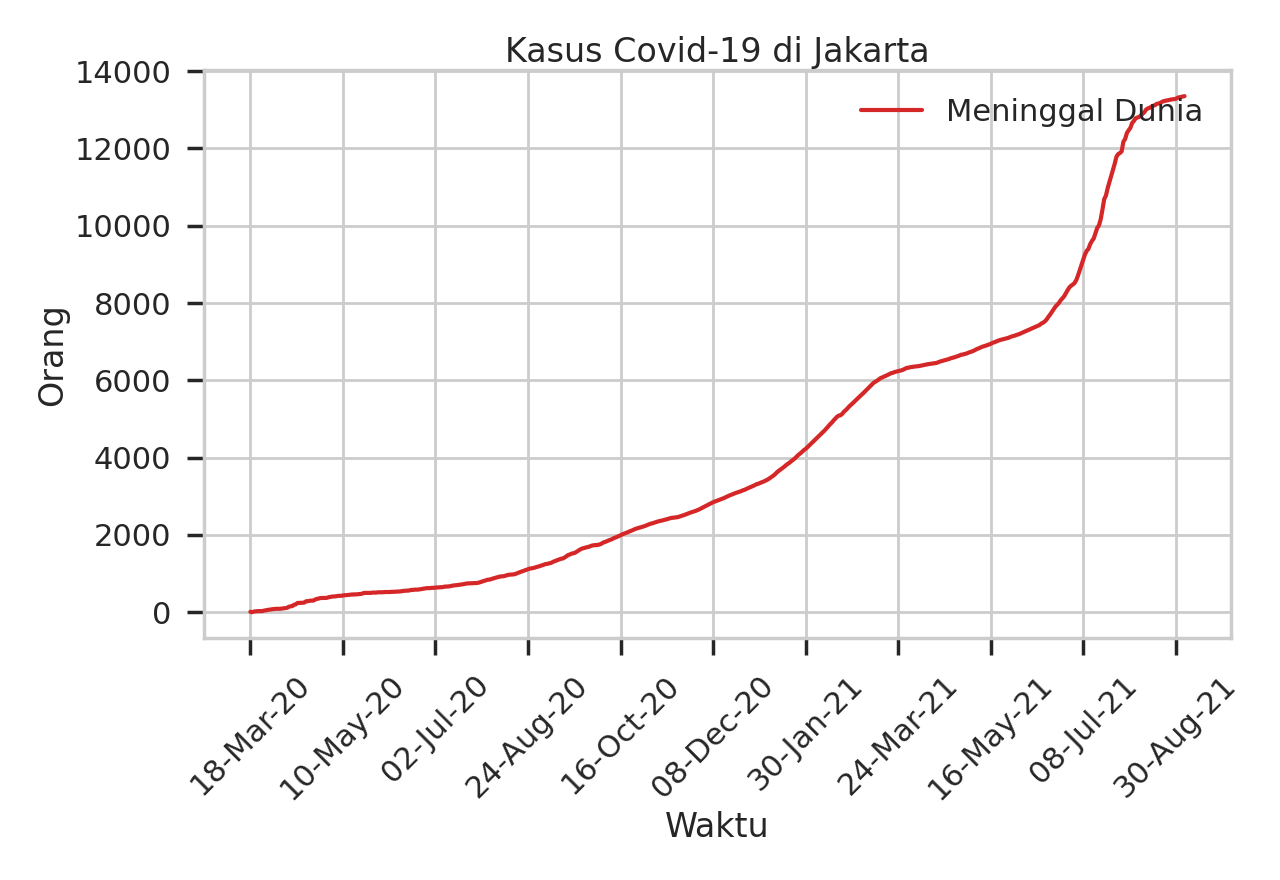 Kasus Covid-19 di Jakarta
Meninggal Dunia
Orang
14000
12000
10000
8000
6000
4000
2000
0
18-Mar-20
10-May-20
02-Jul-20
24-Aug-20
16-Oct-20
08-Dec-20
30-Jan-21
24-Mar-21
16-May-21
08-Jul-21
30-Aug-21
Waktu